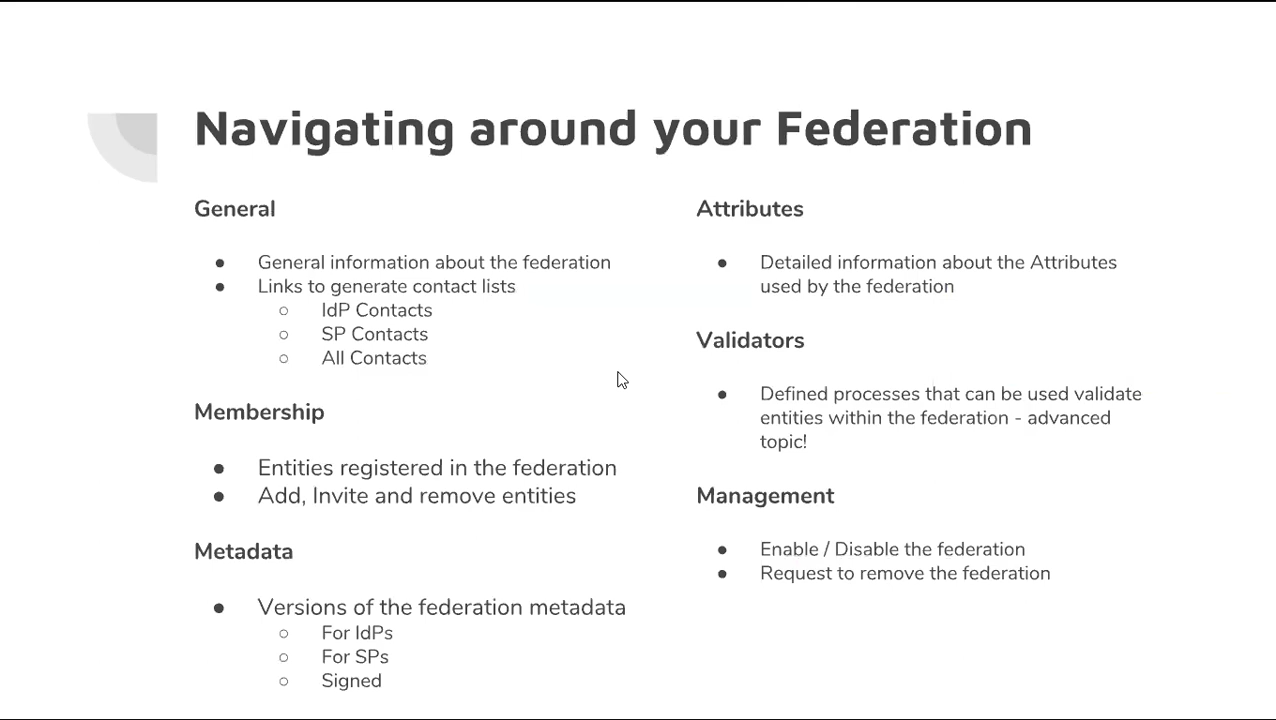 Navigating around your Federation
General
● General information about the federation
● Links to generate contact lists
○ IdP Contacts
○ SP Contacts
○ All Contacts
Membership
● Entities registered in the federation
● Add, Invite and remove entities
Metadata
● Versions of the federation metadata
○ For IdPs
○ For SPs
○ Signed
Attributes
● Detailed information about the Attributes
used by the federation
Validators
● Defined processes that can be used validate
entities within the federation - advanced
topic!
Management
● Enable / Disable the federation
● Request to remove the federation